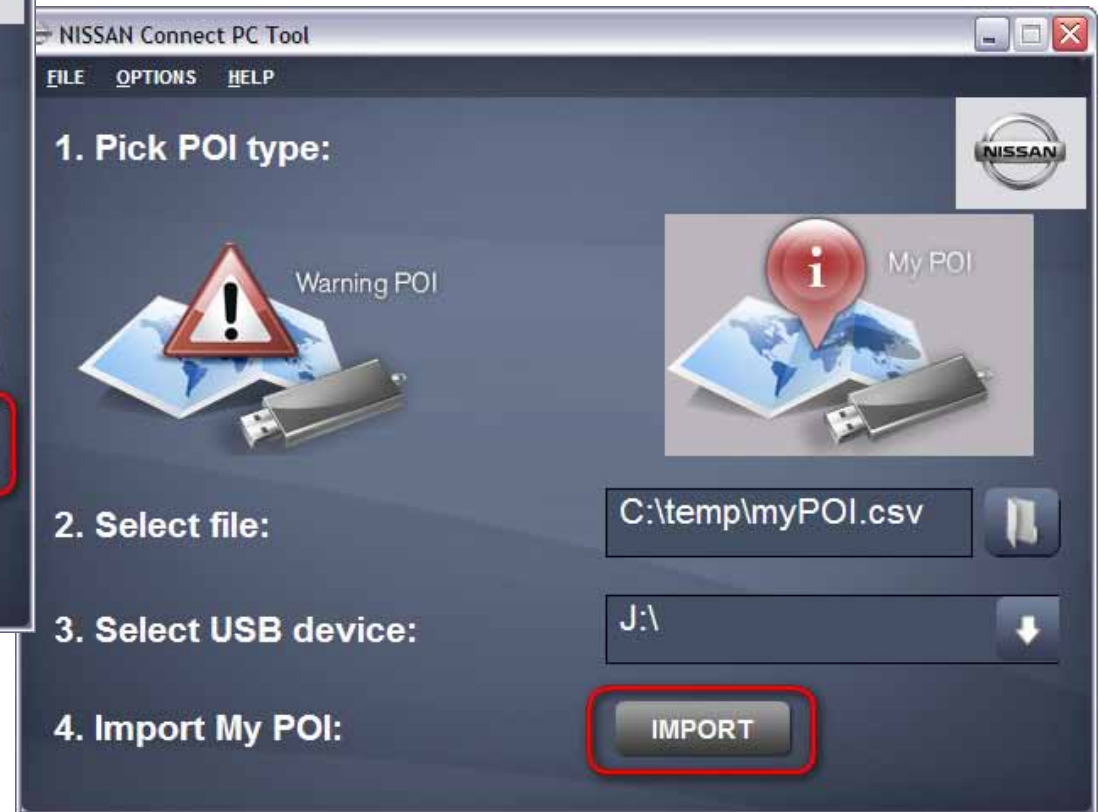 NISSAN Connect PC Tool
FILE OPTIONS HELP
1. Pick POI type:
NISSAN
Warning POI
i My POI
2. Select file:
C:\temp\myPOI.csv
3. Select USB device:
J:\
4. Import My POI:
IMPORT